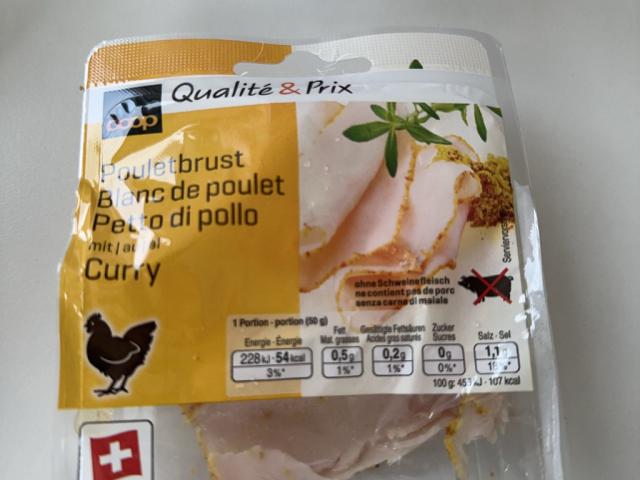 Qualité & Prix
coop
Pouletbrust
Blanc de poulet
Petto di pollo
mit | au | al
Curry
ohne Schweinefleisch
ne contient pas de porc
senza carne di maiale
1 Portion - portion (50 g)
Energie - Énergie
228 kJ - 54 kcal
3%*
Fett
Mat. grasses
0,5g
1%*
Gesättigte Fettsäuren
Acides gras saturés
0,2g
1%*
Zucker
Sucres
0g
0%*
Salz - Sel
1,1g
18%*
100 g: 453 kJ - 107 kcal